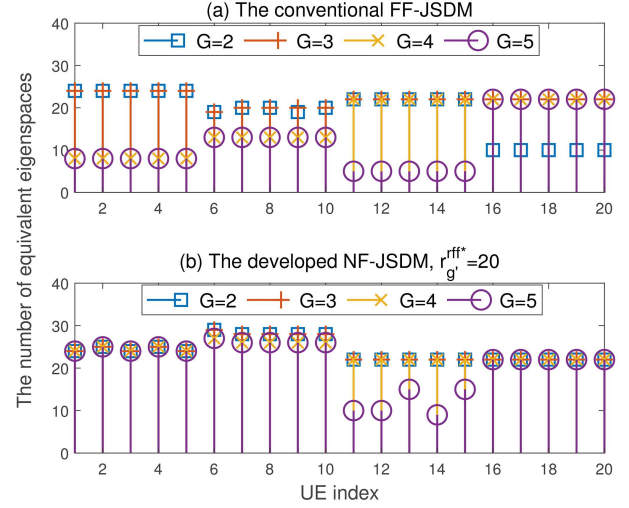 (a) The conventional FF-JSDM
G=2 G=3 G=4 G=5
40
30
20
10
0
2 4 6 8 10 12 14 16 18 20
The number of equivalent eigenspaces
(b) The developed NF-JSDM, r_{g'}^{rff*}=20
G=2 G=3 G=4 G=5
40
30
20
10
0
2 4 6 8 10 12 14 16 18 20
UE index